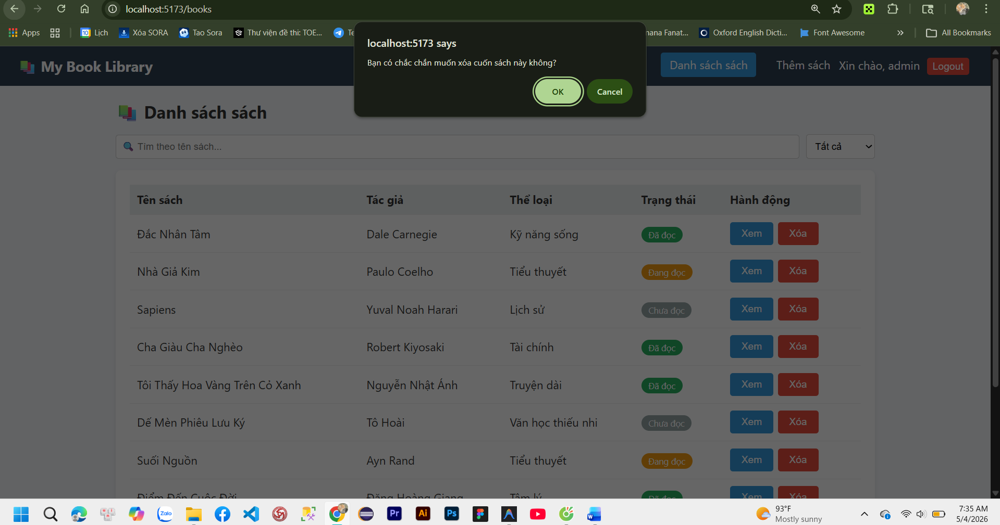 localhost:5173/books
Apps
Lịch
Xóa SORA
Tao Sora
Thư viện đề thi: TOE...
Oxford English Dicti...
Font Awesome
All Bookmarks
localhost:5173 says
Bạn có chắc chắn muốn xóa cuốn sách này không?
OK
Cancel
My Book Library
Danh sách sách
Thêm sách
Xin chào, admin
Logout
Danh sách sách
Tìm theo tên sách...
Tất cả
Tên sách Tác giả Thể loại Trạng thái Hành động
Đắc Nhân Tâm Dale Carnegie Kỹ năng sống Đã đọc Xem Xóa
Nhà Giả Kim Paulo Coelho Tiểu thuyết Đang đọc Xem Xóa
Sapiens Yuval Noah Harari Lịch sử Chưa đọc Xem Xóa
Cha Giàu Cha Nghèo Robert Kiyosaki Tài chính Đã đọc Xem Xóa
Tôi Thấy Hoa Vàng Trên Cỏ Xanh Nguyễn Nhật Ánh Truyện dài Đã đọc Xem Xóa
Dế Mèn Phiêu Lưu Ký Tô Hoài Văn học thiếu nhi Chưa đọc Xem Xóa
Suối Nguồn Ayn Rand Tiểu thuyết Đang đọc Xem Xóa
Điểm Đến Cuộc Đời Đặng Hoàng Giang Tâm lý Đã đọc Xem Xóa
Zalo
Pr
Ai
Ps
93°F
Mostly sunny
7:35 AM
5/4/2026